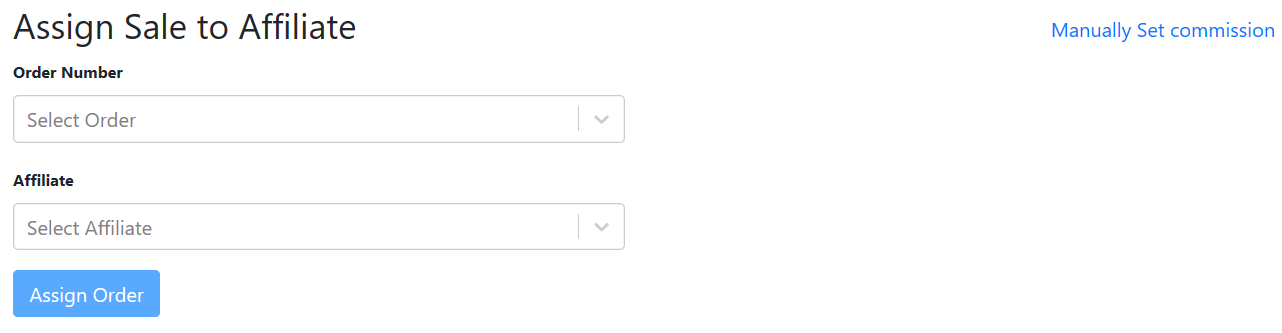 Assign Sale to Affiliate
Manually Set commission
Order Number
Select Order
Affiliate
Select Affiliate
Assign Order